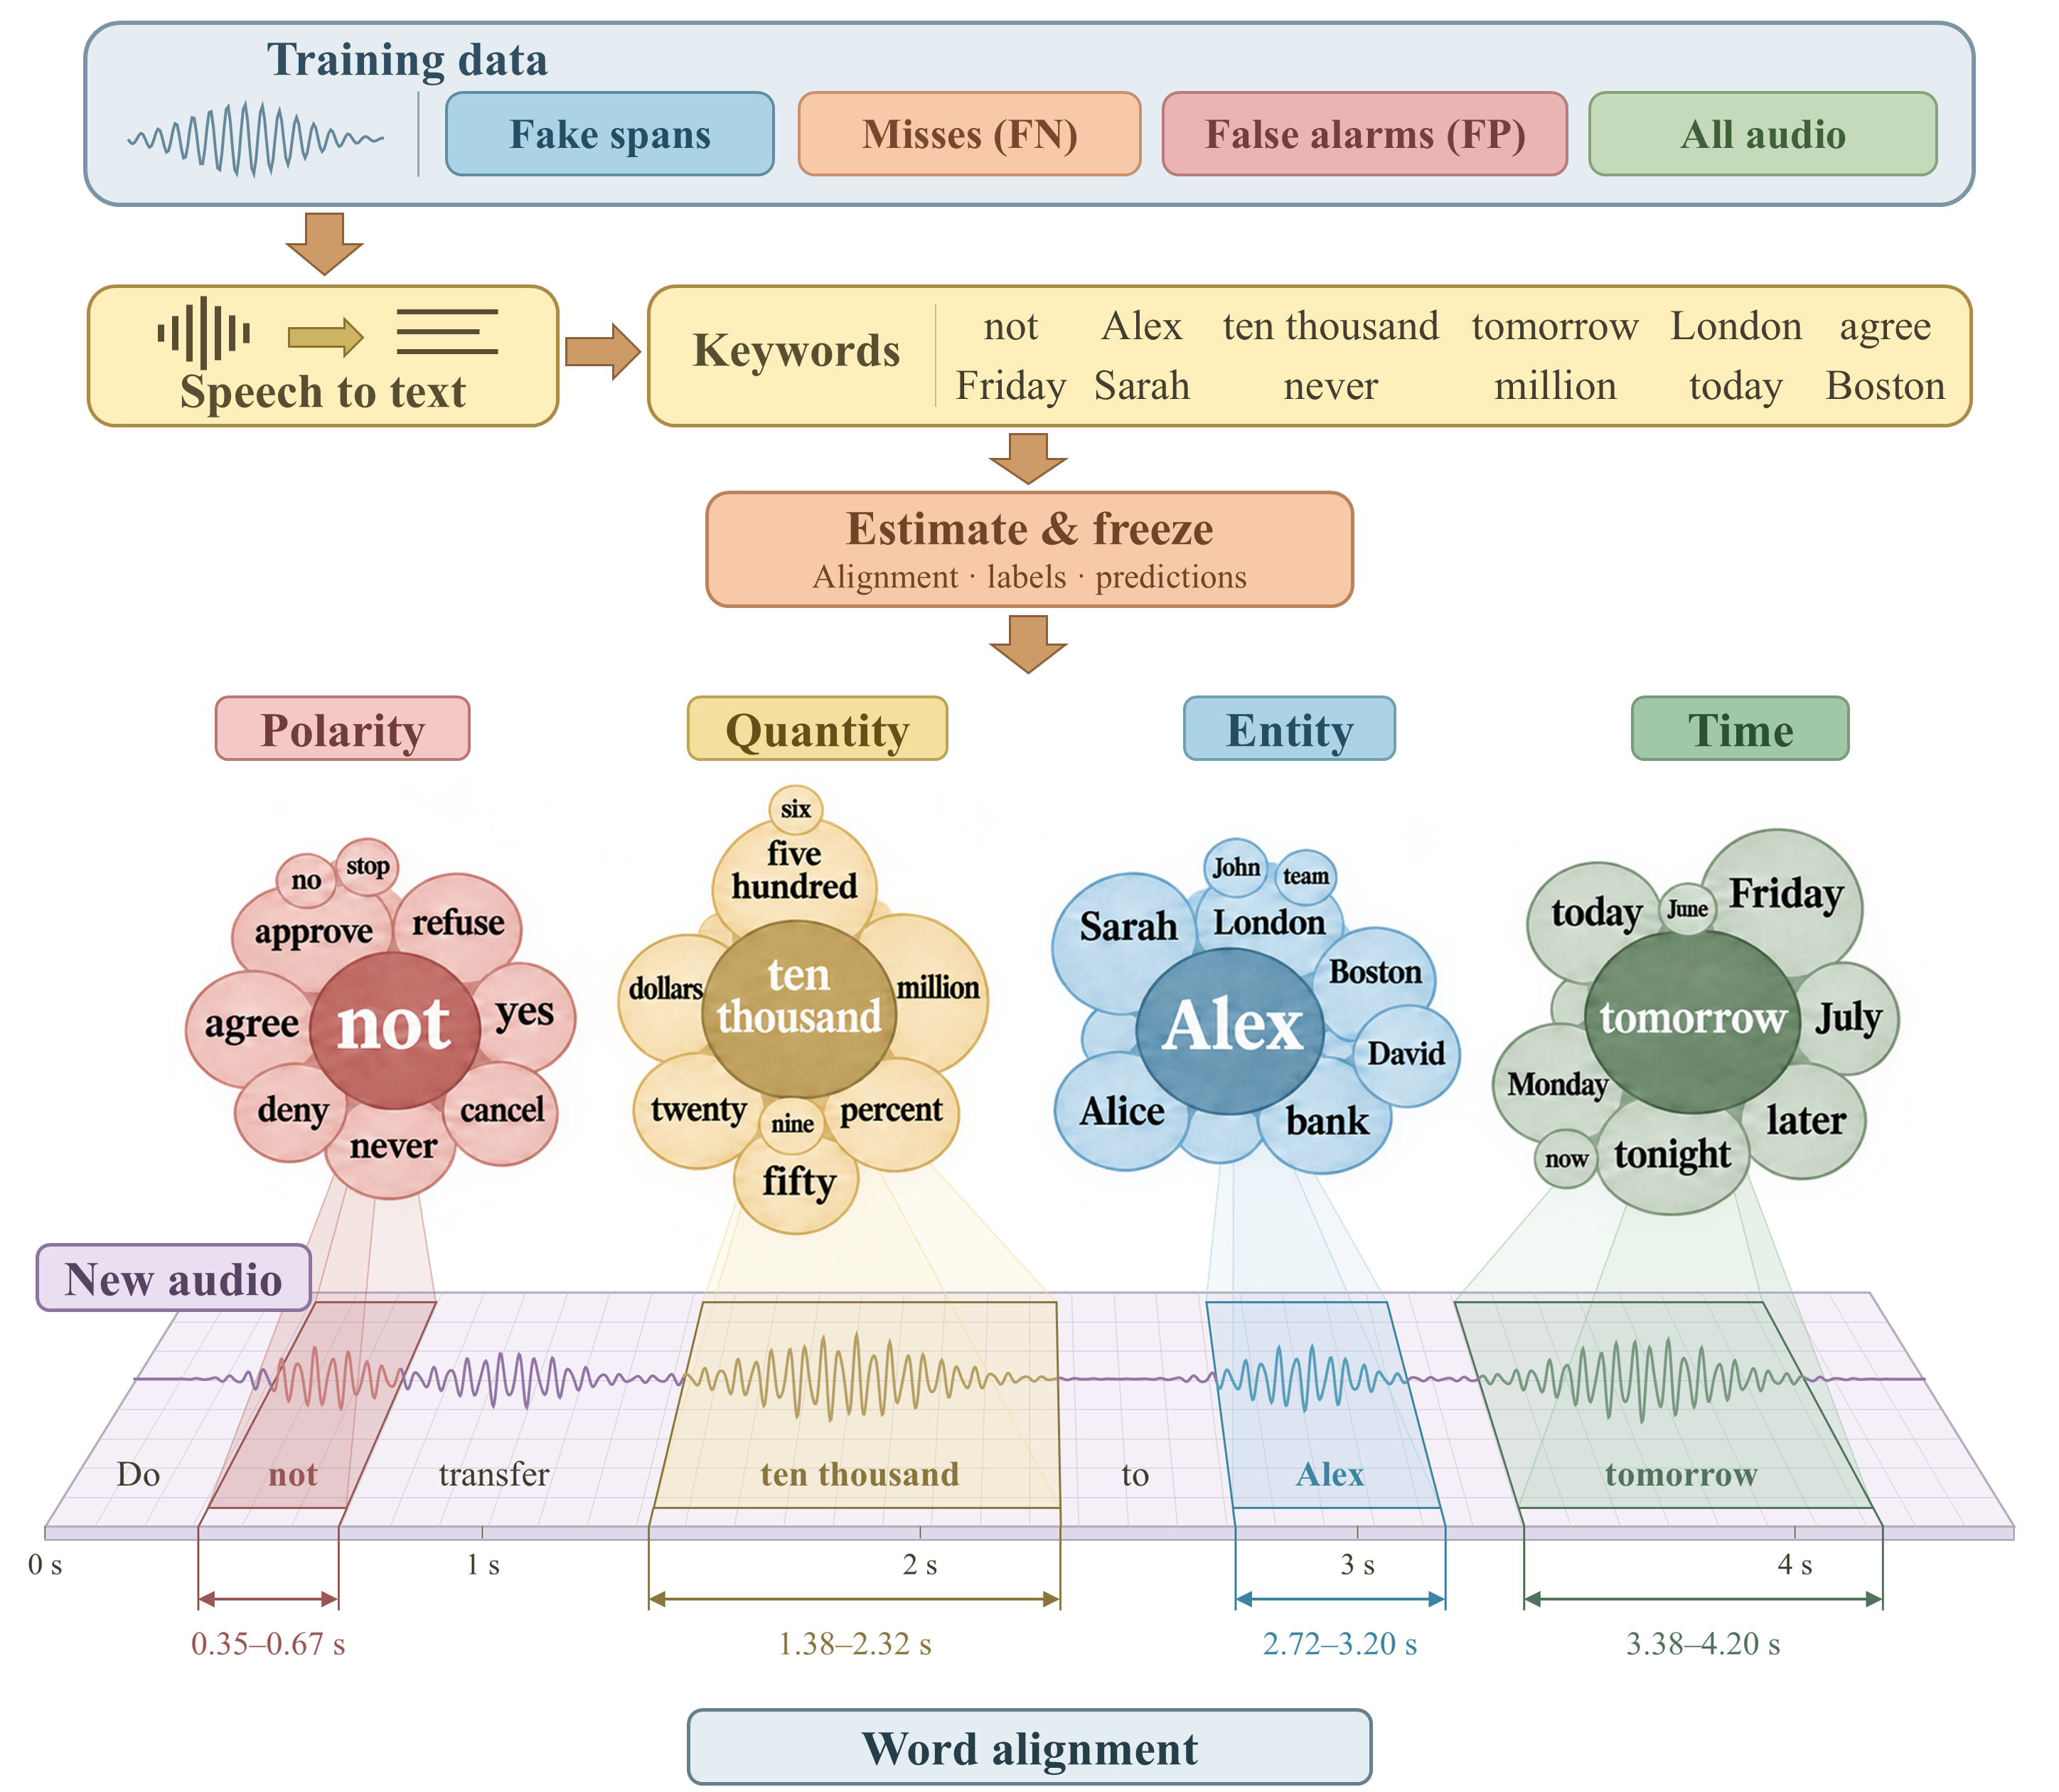 Training data
Fake spans
Misses (FN)
False alarms (FP)
All audio
Speech to text
Keywords
not Alex ten thousand tomorrow London agree
Friday Sarah never million today Boston
Estimate & freeze
Alignment · labels · predictions
Polarity
Quantity
Entity
Time
no
stop
approve
refuse
agree
not
yes
deny
cancel
never
six
five
hundred
dollars
ten
thousand
million
twenty
nine
percent
fifty
John
team
Sarah
London
Boston
Alex
David
Alice
bank
today
June
Friday
tomorrow
July
Monday
later
now
tonight
New audio
Do not transfer ten thousand to Alex tomorrow
0 s 1 s 2 s 3 s 4 s
0.35–0.67 s 1.38–2.32 s 2.72–3.20 s 3.38–4.20 s
Word alignment